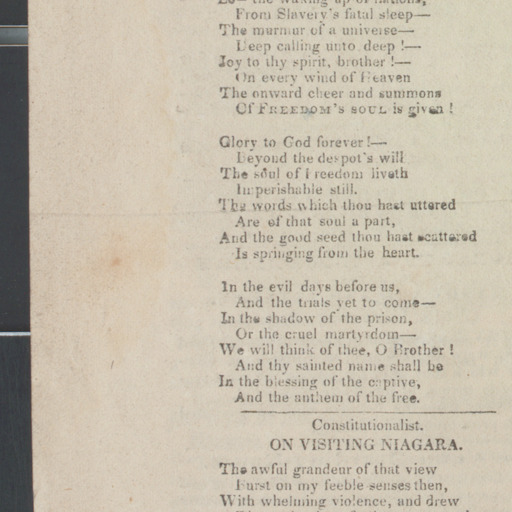 Lo—the waking up of nations,
From Slavery's fatal sleep—
The murmur of a universe—
Deep calling unto deep!—
Joy to thy spirit, brother!—
On every wind of Heaven
The onward cheer and summons
Of FREEDOM'S SOUL is given!
Glory to God forever!—
Beyond the despot's will
The soul of Freedom liveth
Imperishable still.
The words which thou hast uttered
Are of that soul a part,
And the good seed thou hast scattered
Is springing from the heart.
In the evil days before us,
And the trials yet to come—
In the shadow of the prison,
Or the cruel martyrdom—
We will think of thee, O Brother!
And thy sainted name shall be
In the blessing of the captive,
And the anthem of the free.
Constitutionalist.
ON VISITING NIAGARA.
The awful grandeur of that view
Burst on my feeble senses then,
With whelming violence, and drew